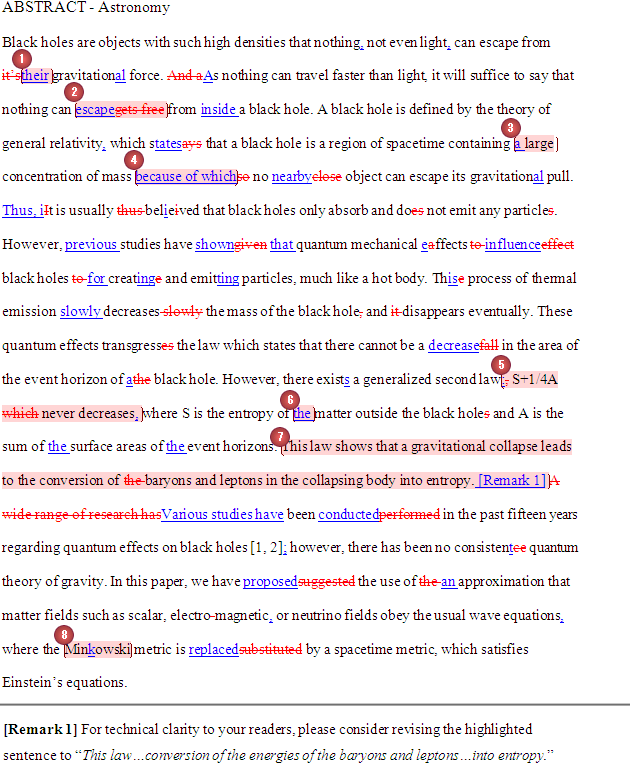 ABSTRACT - Astronomy
Black holes are objects with such high densities that nothing, not even light, can escape from
1
it’stheir gravitational force. And aAs nothing can travel faster than light, it will suffice to say that
2
nothing can escapegets free from inside a black hole. A black hole is defined by the theory of
3
general relativity, which statesays that a black hole is a region of spacetime containing a large
4
concentration of mass because of whichso no nearbyclose object can escape its gravitational pull.
Thus, iIt is usually thus belieived that black holes only absorb and does not emit any particles.
However, previous studies have showngiven that quantum mechanical eaffects to influenceeffect
black holes to for creatinge and emitting particles, much like a hot body. Thise process of thermal
emission slowly decreases slowly the mass of the black hole, and it disappears eventually. These
quantum effects transgresses the law which states that there cannot be a decreasefall in the area of
5
the event horizon of athe black hole. However, there exists a generalized second law:, S+1/4A
6
which never decreases, where S is the entropy of the matter outside the black holes and A is the
7
sum of the surface areas of the event horizons. This law shows that a gravitational collapse leads
to the conversion of the baryons and leptons in the collapsing body into entropy. [Remark 1] A
wide range of research hasVarious studies have been conductedperformed in the past fifteen years
regarding quantum effects on black holes [1, 2]; however, there has been no consistentce quantum
theory of gravity. In this paper, we have proposedsuggested the use of the an approximation that
matter fields such as scalar, electro-magnetic, or neutrino fields obey the usual wave equations,
8
where the Minkowski metric is replacedsubstituted by a spacetime metric, which satisfies
Einstein’s equations.
[Remark 1] For technical clarity to your readers, please consider revising the highlighted
sentence to “This law…conversion of the energies of the baryons and leptons…into entropy.”